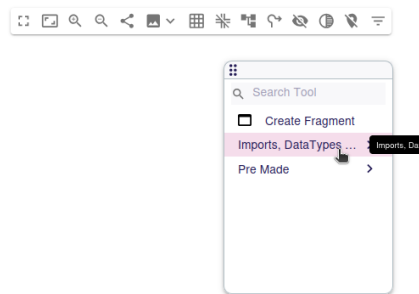 Search Tool
Create Fragment
Imports, DataTypes ...
Imports, Da
Pre Made